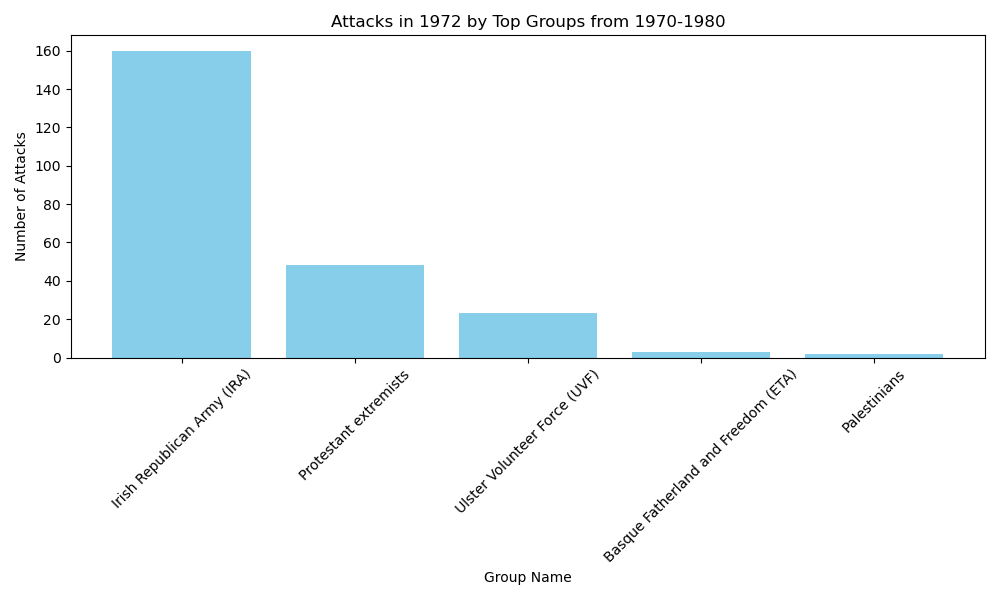 Attacks in 1972 by Top Groups from 1970-1980
Number of Attacks
160
140
120
100
80
60
40
20
0
Irish Republican Army (IRA)
Protestant extremists
Ulster Volunteer Force (UVF)
Basque Fatherland and Freedom (ETA)
Palestinians
Group Name